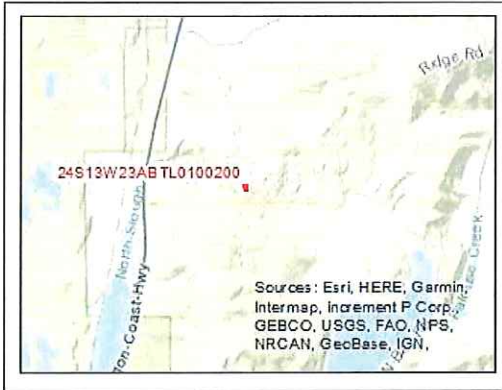 Ridge Rd
24S13W23ABTL0100200
North Slough
on-Coast-Hwy
Creek
Sources: Esri, HERE, Garmin,
Intermap, increment P Corp.,
GEBCO, USGS, FAO, NPS,
NRCAN, GeoBase, IGN,